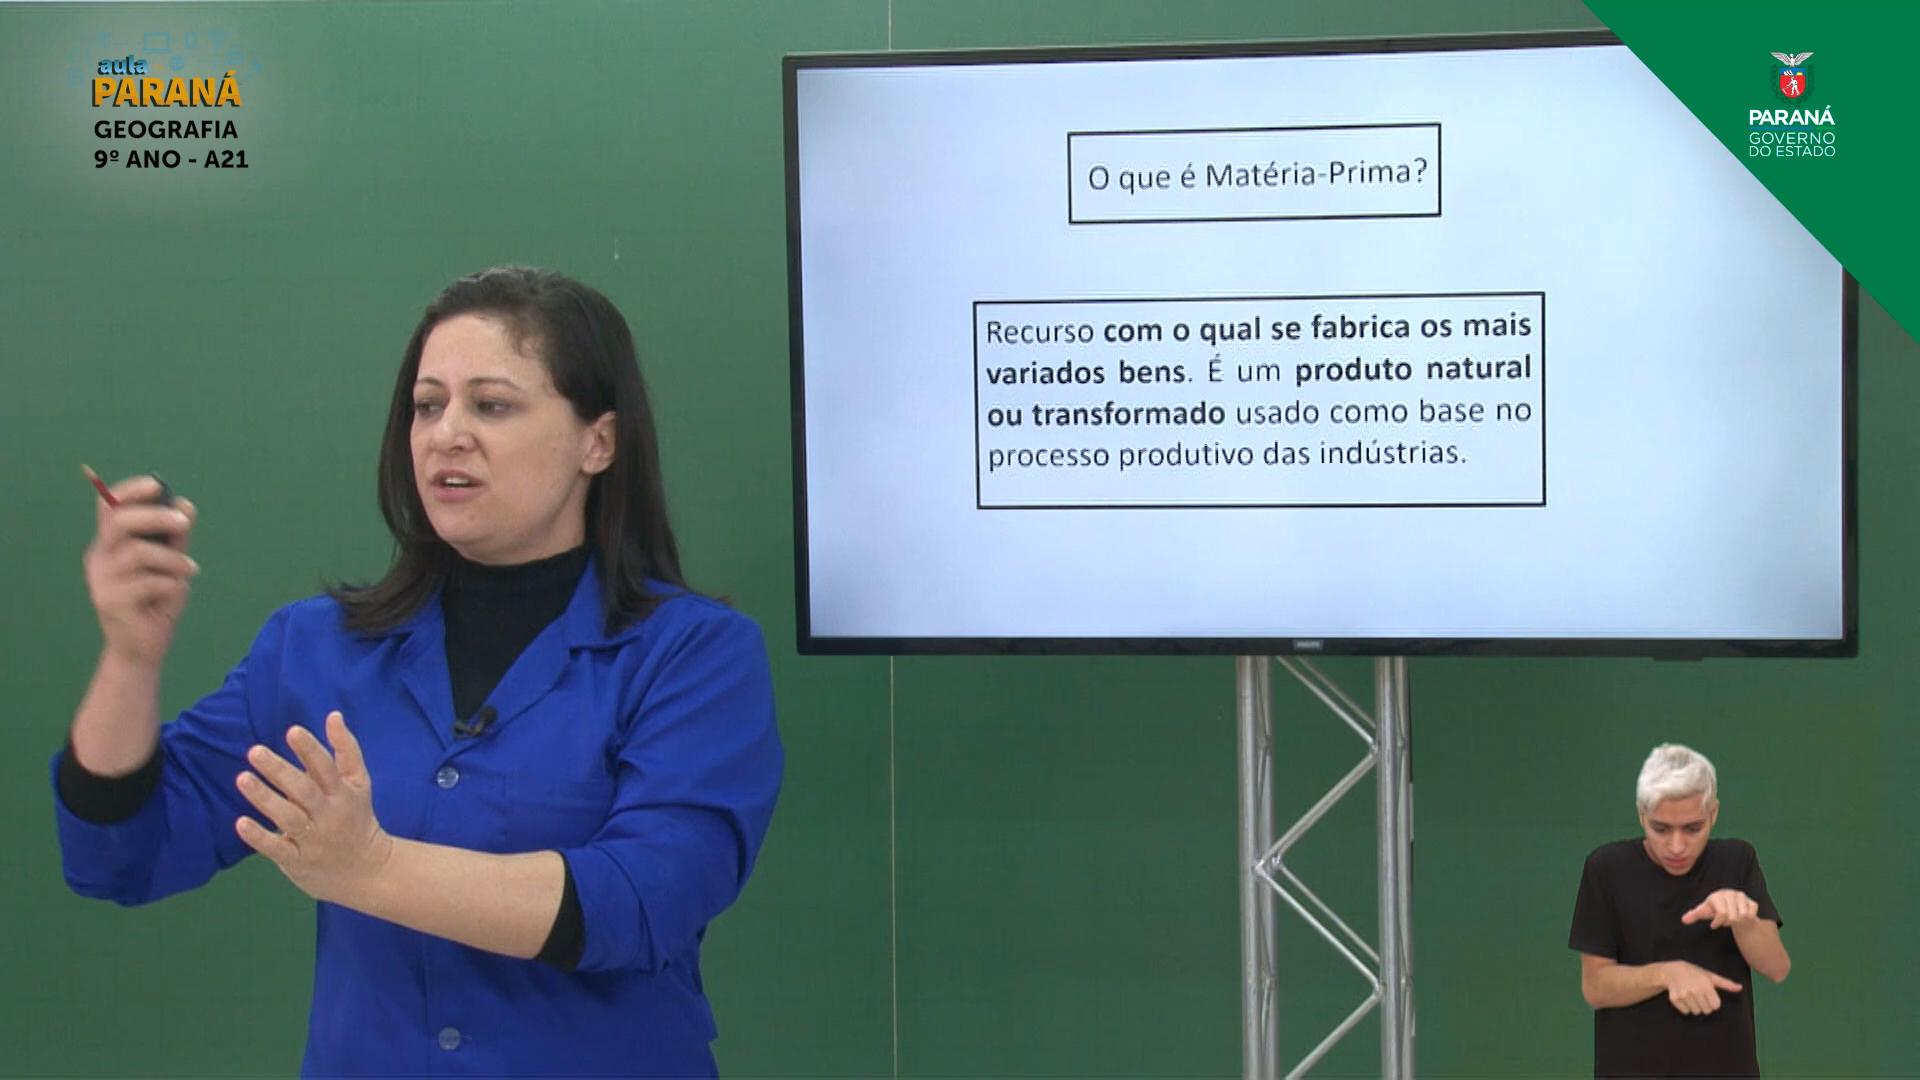 aula
PARANÁ
GEOGRAFIA
9º ANO - A21
O que é Matéria-Prima?
Recurso com o qual se fabrica os mais
variados bens. É um produto natural
ou transformado usado como base no
processo produtivo das indústrias.
PARANÁ
GOVERNO
DO ESTADO